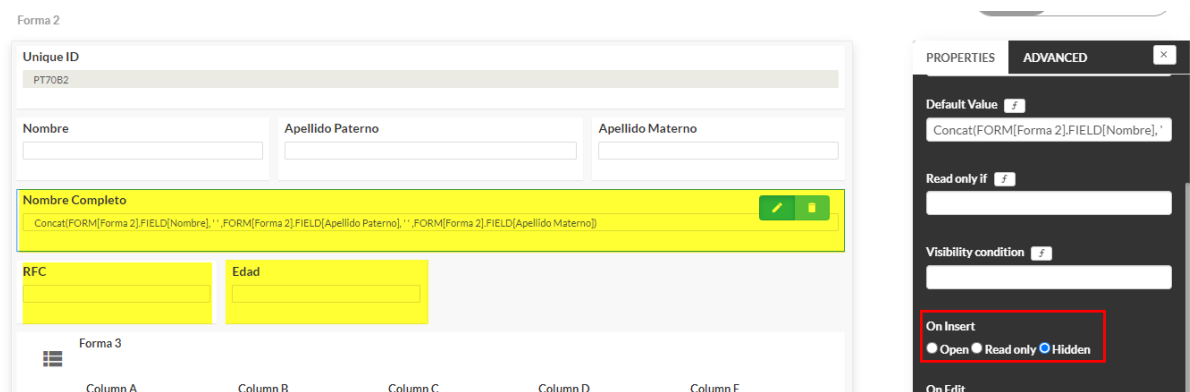 Forma 2
Unique ID
PT70B2
Nombre Apellido Paterno Apellido Materno
Nombre Completo
Concat(FORM[Forma 2].FIELD[Nombre], ' ' ,FORM[Forma 2].FIELD[Apellido Paterno], ' ' ,FORM[Forma 2].FIELD[Apellido Materno])
RFC Edad
Forma 3
Column A Column B Column C Column D Column E
PROPERTIES ADVANCED ×
Default Value f
Concat(FORM[Forma 2].FIELD[Nombre], '
Read only if f
Visibility condition f
On Insert
Open Read only Hidden
On Edit